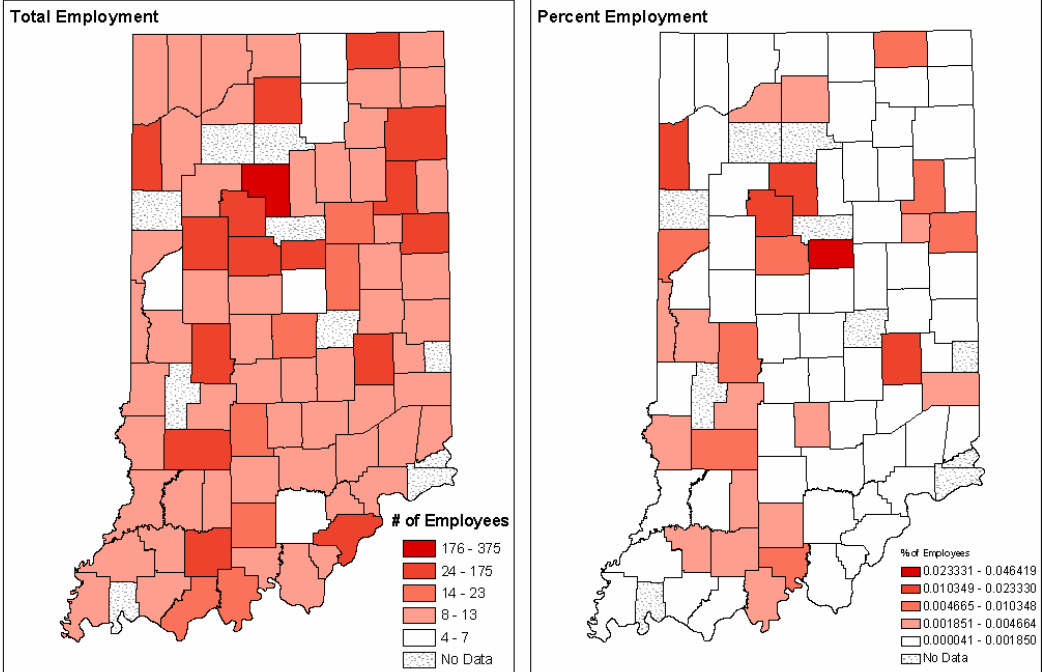 Total Employment
# of Employees
176 - 375
24 - 175
14 - 23
8 - 13
4 - 7
No Data
Percent Employment
% of Employees
0.023331 - 0.046419
0.010349 - 0.023330
0.004665 - 0.010348
0.001851 - 0.004664
0.000041 - 0.001850
No Data